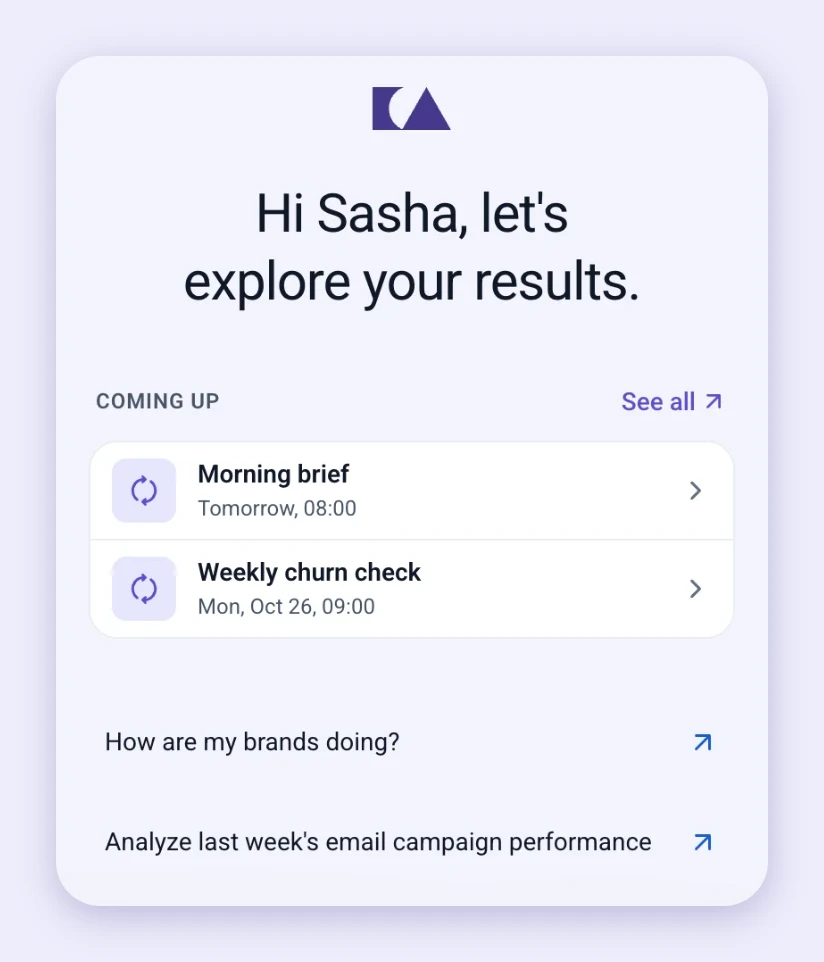 Hi Sasha, let's
explore your results.
COMING UP
See all
Morning brief
Tomorrow, 08:00
Weekly churn check
Mon, Oct 26, 09:00
How are my brands doing?
Analyze last week's email campaign performance